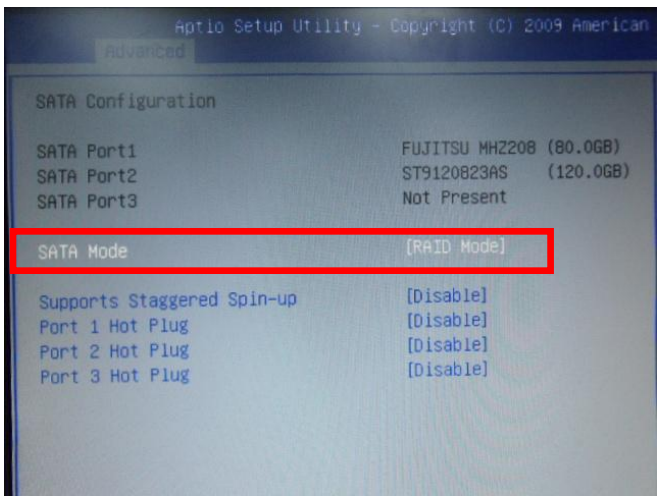 Aptio Setup Utility - Copyright (C) 2009 American
Advanced
SATA Configuration
SATA Port1 FUJITSU MHZ208 (80.0GB)
SATA Port2 ST9120823AS (120.0GB)
SATA Port3 Not Present
SATA Mode [RAID Mode]
Supports Staggered Spin-up [Disable]
Port 1 Hot Plug [Disable]
Port 2 Hot Plug [Disable]
Port 3 Hot Plug [Disable]